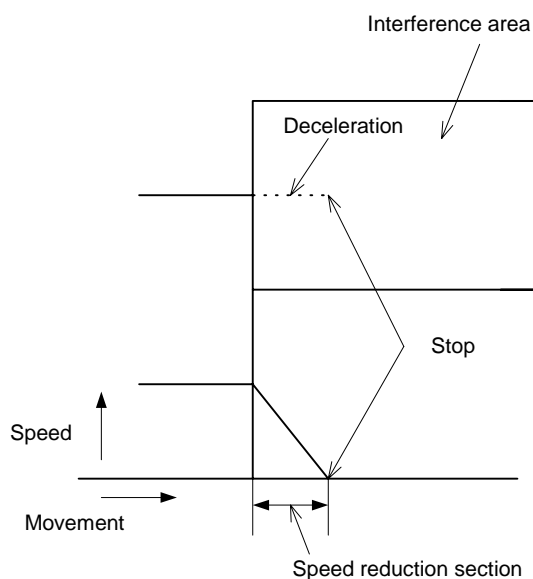 Interference area
Deceleration
Stop
Speed
Movement
Speed reduction section